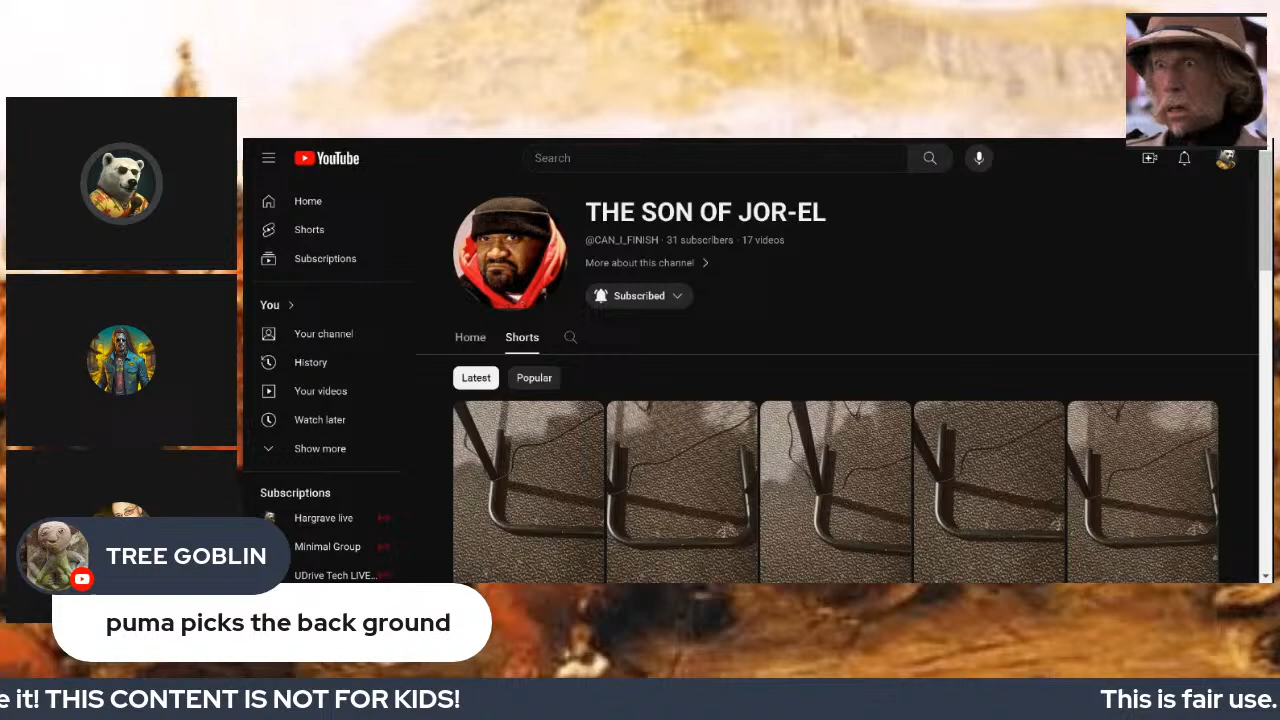 YouTube
Search
Home
Shorts
Subscriptions
You
Your channel
History
Your videos
Watch later
Show more
Subscriptions
Hargrave live
Minimal Group
UDrive Tech LIVE...
THE SON OF JOR-EL
@CAN_I_FINISH · 31 subscribers · 17 videos
More about this channel
Subscribed
Home Shorts
Latest Popular
TREE GOBLIN
puma picks the back ground
e it! THIS CONTENT IS NOT FOR KIDS! This is fair use.